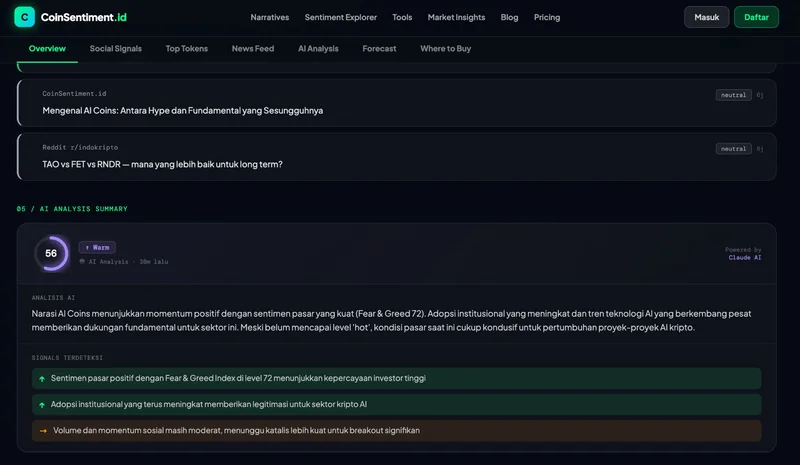 C CoinSentiment.id Narratives Sentiment Explorer Tools Market Insights Blog Pricing Masuk Daftar
Overview Social Signals Top Tokens News Feed AI Analysis Forecast Where to Buy
CoinSentiment.id neutral 0j
Mengenal AI Coins: Antara Hype dan Fundamental yang Sesungguhnya
Reddit r/indokripto neutral
TAO vs FET vs RNDR — mana yang lebih baik untuk long term?
05 / AI ANALYSIS SUMMARY
56 ↑ Warm Powered by
AI Analysis · 38m lalu Claude AI
ANALISIS AI
Narasi AI Coins menunjukkan momentum positif dengan sentimen pasar yang kuat (Fear & Greed 72). Adopsi institusional yang meningkat dan tren teknologi AI yang berkembang pesat
memberikan dukungan fundamental untuk sektor ini. Meski belum mencapai level 'hot', kondisi pasar saat ini cukup kondusif untuk pertumbuhan proyek-proyek AI kripto.
SIGNALS TERDETEKSI
↑ Sentimen pasar positif dengan Fear & Greed Index di level 72 menunjukkan kepercayaan investor tinggi
↑ Adopsi institusional yang terus meningkat memberikan legitimasi untuk sektor kripto AI
→ Volume dan momentum sosial masih moderat, menunggu katalis lebih kuat untuk breakout signifikan